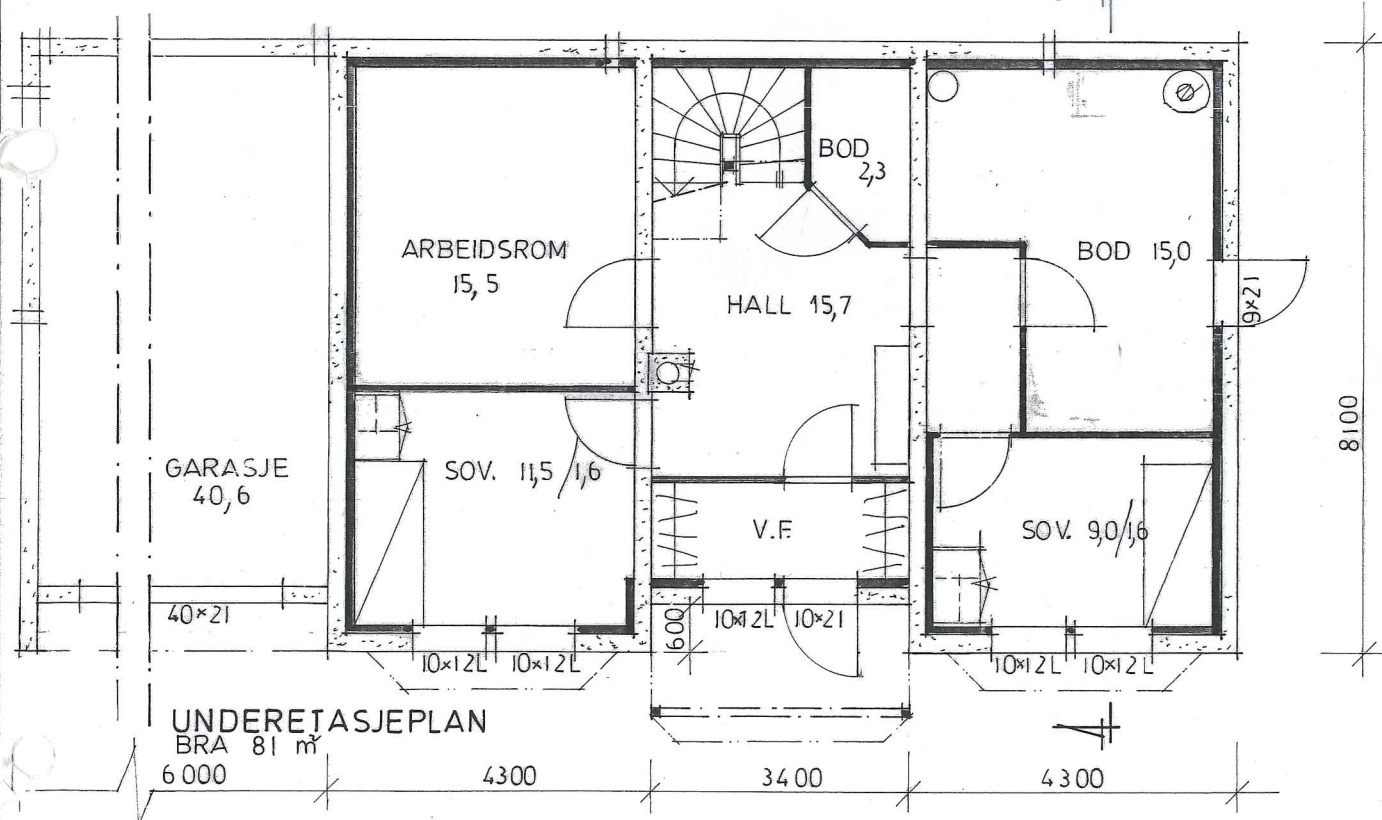 BOD
2,3
ARBEIDSROM
15,5
BOD 15,0
HALL 15,7
9×21
8100
GARASJE
40,6
SOV. 11,5/1,6
V.F.
SOV. 9,0/1,6
40×21
600
10×12L 10×21
10×12L 10×12L
10×12L 10×12L
UNDERETASJEPLAN
BRA 81 m²
6000
4300
3400
4300